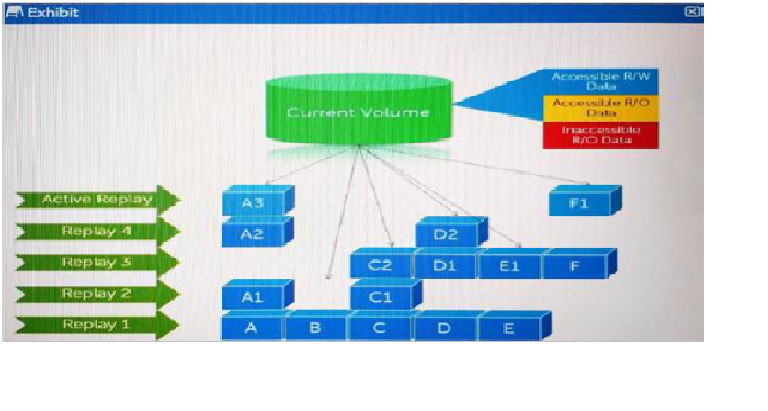 Exhibit
Accessible R/W
Data
Current Volume
Accessible R/O
Data
Inaccessible
R/O Data
Active Replay
A3
F1
Replay 4
A2
D2
Replay 3
C2
D1
E1
F
Replay 2
A1
C1
Replay 1
A
B
C
D
E